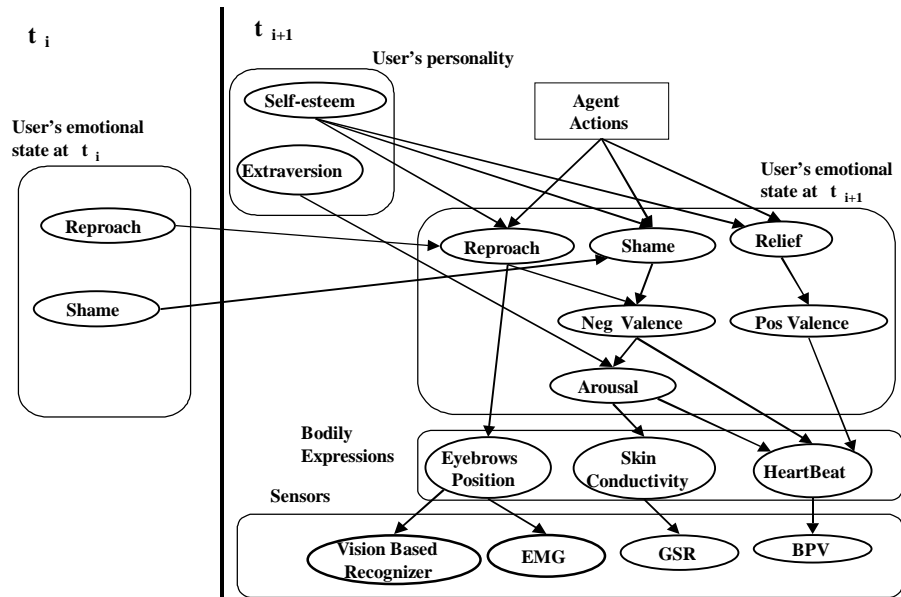 t i
t i+1
User's personality
Self-esteem
Agent
Actions
User's emotional
state at t i
Extraversion
User's emotional
state at t i+1
Reproach
Reproach
Shame
Relief
Shame
Neg Valence
Pos Valence
Arousal
Bodily
Expressions
Eyebrows
Position
Skin
Conductivity
HeartBeat
Sensors
Vision Based
Recognizer
EMG
GSR
BPV